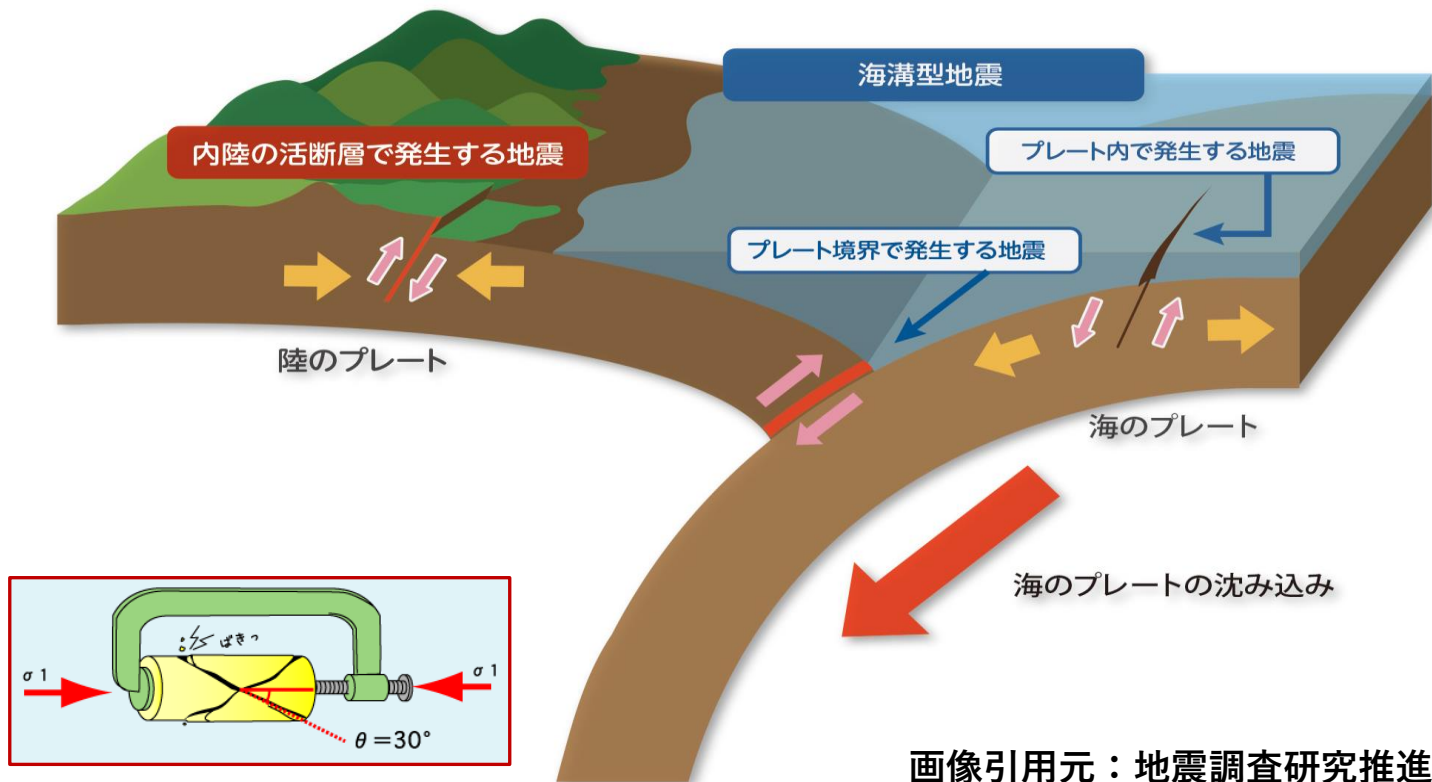 海溝型地震
内陸の活断層で発生する地震
プレート内で発生する地震
プレート境界で発生する地震
陸のプレート
海のプレート
海のプレートの沈み込み
ばきっ
σ1
σ1
θ=30°
画像引用元：地震調査研究推進